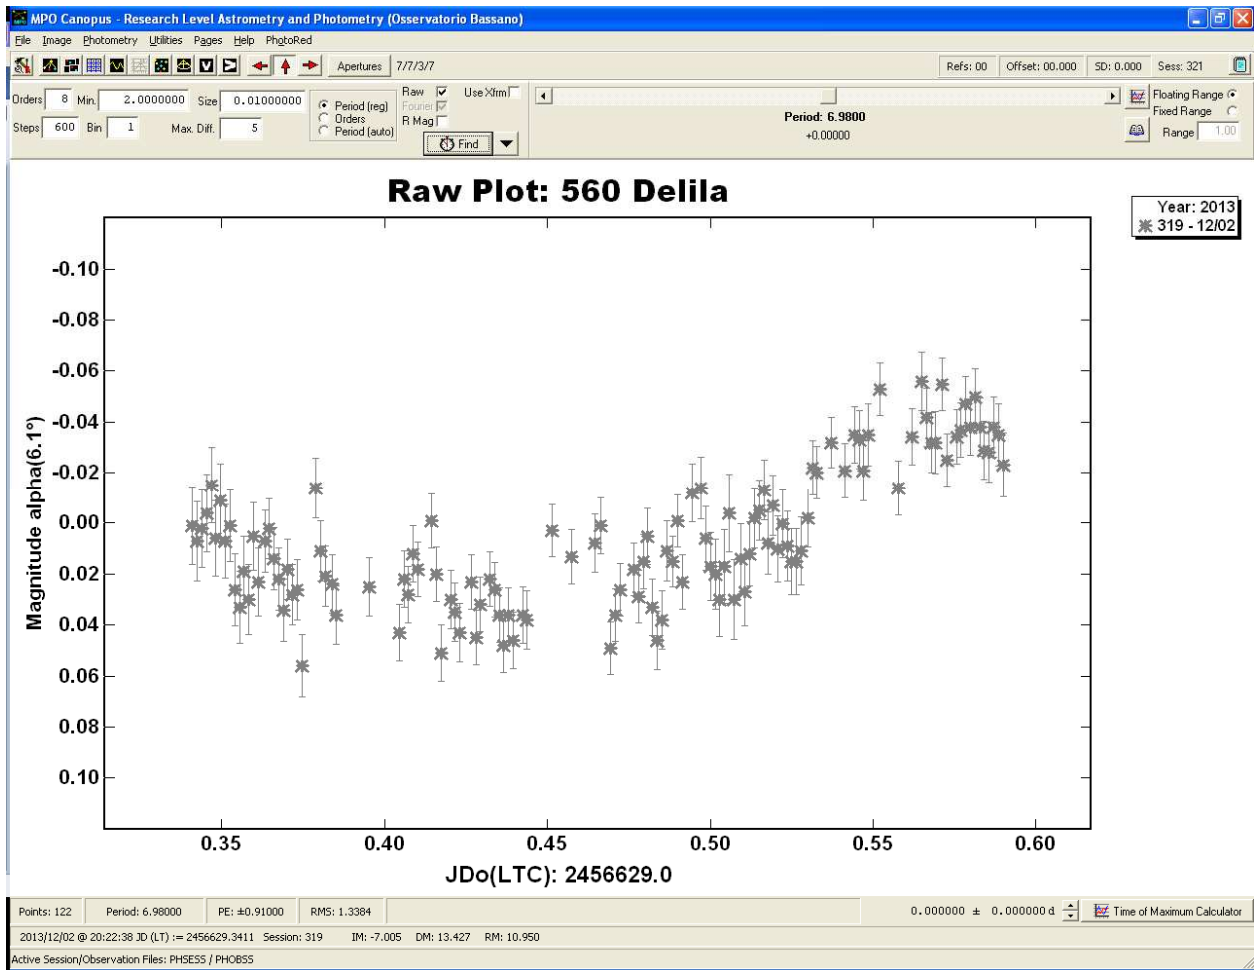 MPO Canopus - Research Level Astrometry and Photometry (Osservatorio Bassano)
File Image Photometry Utilities Pages Help PhotoRed
Apertures 7/7/3/7 Refs: 00 Offset: 00.000 SD: 0.000 Sess: 321
Orders 8 Min. 2.0000000 Size 0.01000000
Steps 600 Bin 1 Max. Diff. 5
Period (reg)
Orders
Period (auto)
Raw Use Xfrm
Fourier
R Mag
Find
Period: 6.9800
+0.00000
Floating Range
Fixed Range
Range 1.00
Raw Plot: 560 Delila
Year: 2013
319 - 12/02
Magnitude alpha(6.1°)
-0.10
-0.08
-0.06
-0.04
-0.02
0.00
0.02
0.04
0.06
0.08
0.10
0.35 0.40 0.45 0.50 0.55 0.60
JDo(LTC): 2456629.0
Points: 122 Period: 6.98000 PE: ±0.91000 RMS: 1.3384 0.000000 ± 0.000000 d Time of Maximum Calculator
2013/12/02 @ 20:22:38 JD (LT) := 2456629.3411 Session: 319 IM: -7.005 DM: 13.427 RM: 10.950
Active Session/Observation Files: PHSESS / PHOBSS